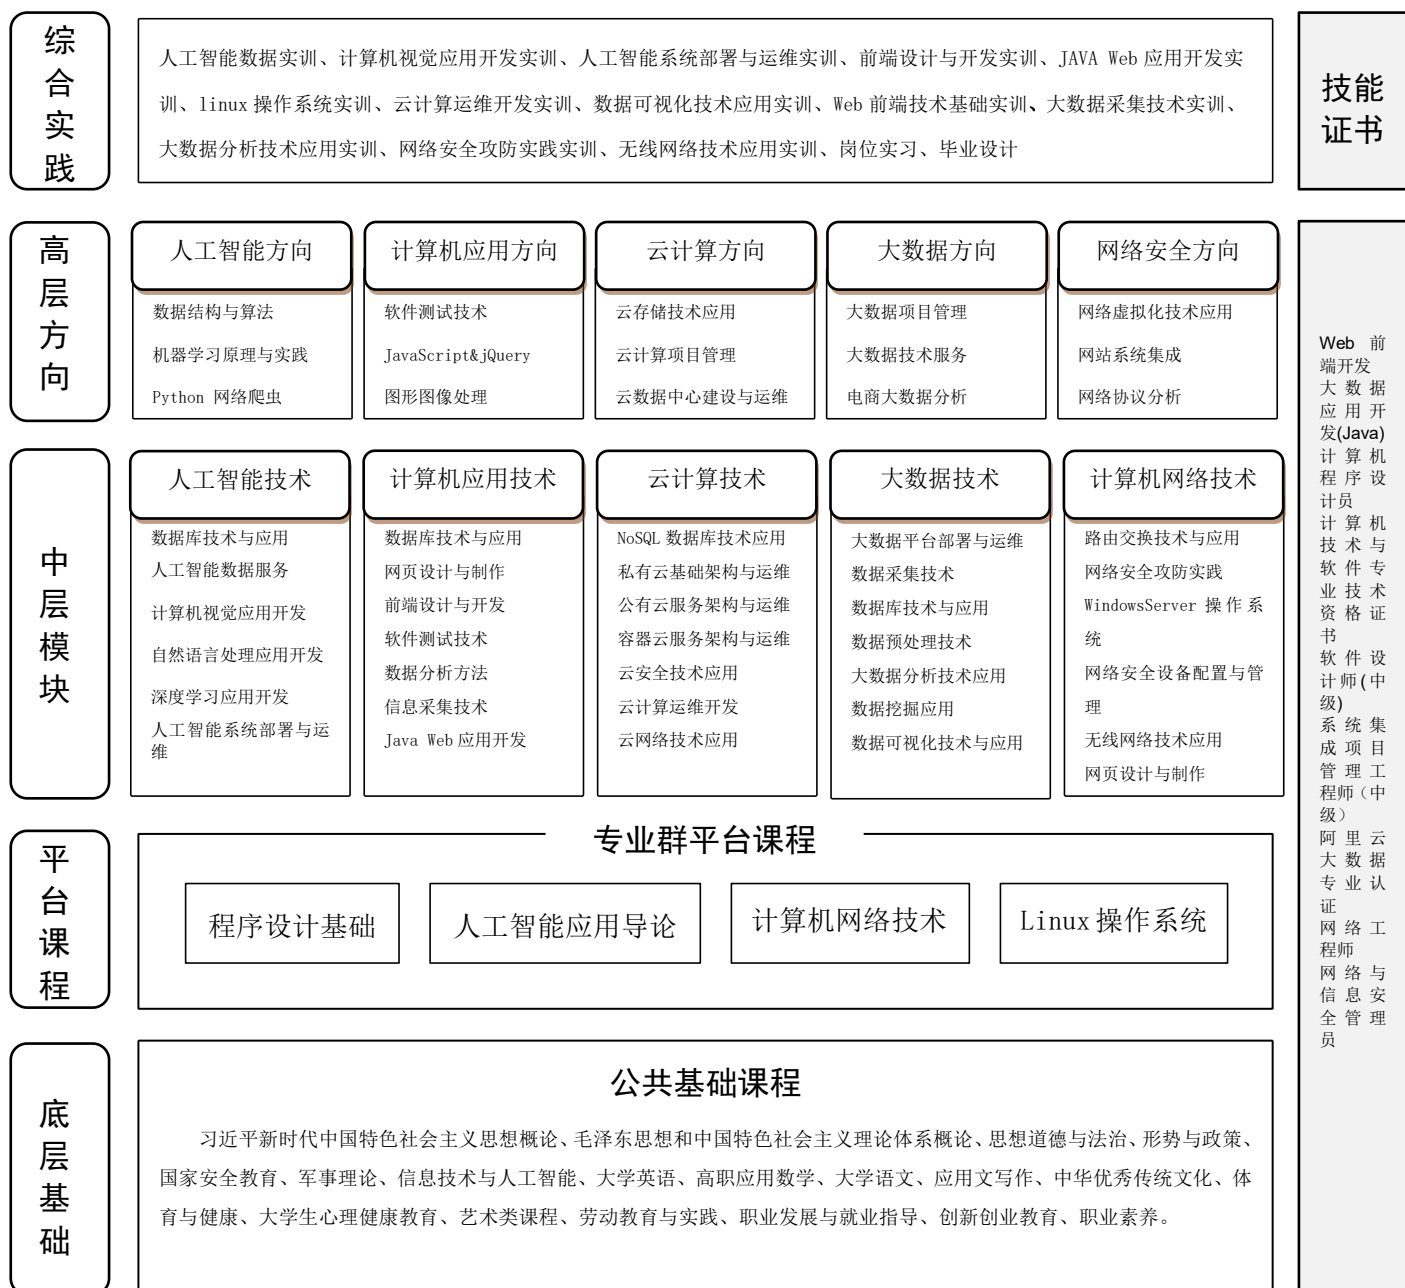 综
合
实
践
人工智能数据实训、计算机视觉应用开发实训、人工智能系统部署与运维实训、前端设计与开发实训、JAVA Web 应用开发实
训、linux 操作系统实训、云计算运维开发实训、数据可视化技术应用实训、Web 前端技术基础实训、大数据采集技术实训、
大数据分析技术应用实训、网络安全攻防实践实训、无线网络技术应用实训、岗位实习、毕业设计
技能
证书
高
层
方
向
人工智能方向
数据结构与算法
机器学习原理与实践
Python 网络爬虫
计算机应用方向
软件测试技术
JavaScript&jQuery
图形图像处理
云计算方向
云存储技术应用
云计算项目管理
云数据中心建设与运维
大数据方向
大数据项目管理
大数据技术服务
电商大数据分析
网络安全方向
网络虚拟化技术应用
网站系统集成
网络协议分析
中
层
模
块
人工智能技术
数据库技术与应用
人工智能数据服务
计算机视觉应用开发
自然语言处理应用开发
深度学习应用开发
人工智能系统部署与运
维
计算机应用技术
数据库技术与应用
网页设计与制作
前端设计与开发
软件测试技术
数据分析方法
信息采集技术
Java Web 应用开发
云计算技术
NoSQL 数据库技术应用
私有云基础架构与运维
公有云服务架构与运维
容器云服务架构与运维
云安全技术应用
云计算运维开发
云网络技术应用
大数据技术
大数据平台部署与运维
数据采集技术
数据库技术与应用
数据预处理技术
大数据分析技术应用
数据挖掘应用
数据可视化技术与应用
计算机网络技术
路由交换技术与应用
网络安全攻防实践
WindowsServer 操作系
统
网络安全设备配置与管
理
无线网络技术应用
网页设计与制作
平
台
课
程
专业群平台课程
程序设计基础
人工智能应用导论
计算机网络技术
Linux 操作系统
底
层
基
础
公共基础课程
习近平新时代中国特色社会主义思想概论、毛泽东思想和中国特色社会主义理论体系概论、思想道德与法治、形势与政策、
国家安全教育、军事理论、信息技术与人工智能、大学英语、高职应用数学、大学语文、应用文写作、中华优秀传统文化、体
育与健康、大学生心理健康教育、艺术类课程、劳动教育与实践、职业发展与就业指导、创新创业教育、职业素养。
Web 前
端开发
大数据
应用开
发(Java)
计算机
程序设
计员
计算机
技术与
软件专
业技术
资格证
书
软件设
计师(中
级)
系统集
成项目
管理工
程师（中
级）
阿里云
大数据
专业认
证
网络工
程师
网络与
信息安
全管理
员